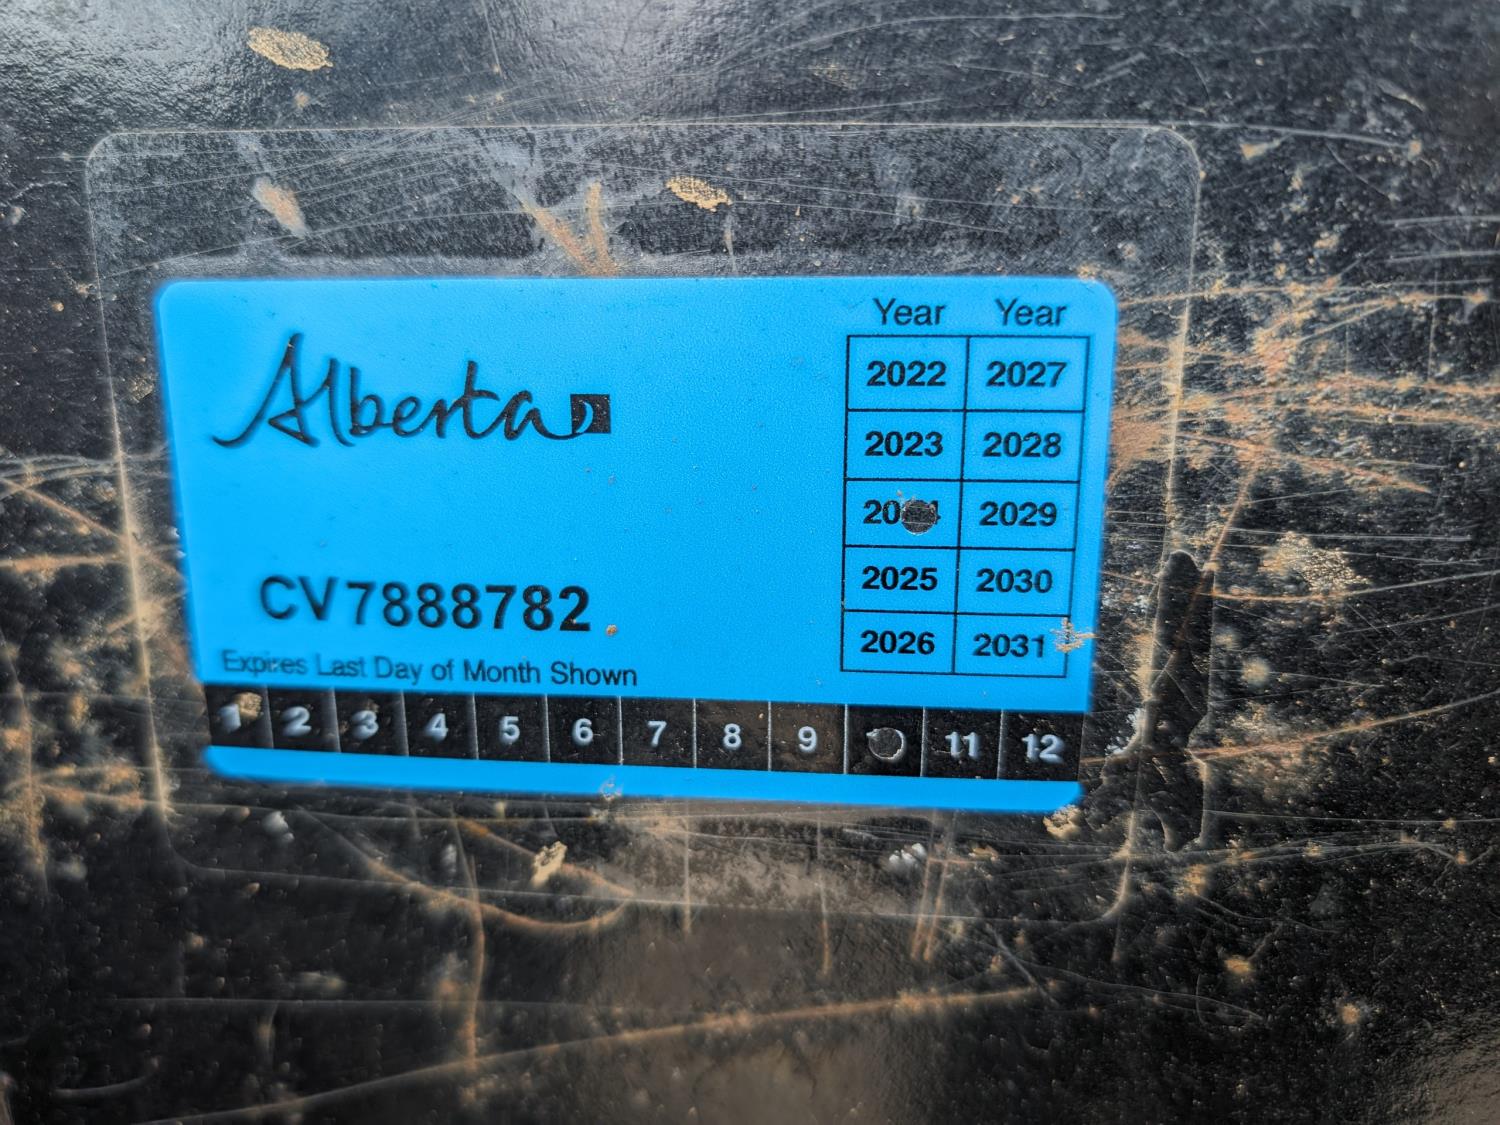 Alberta
Year Year
2022 2027
2023 2028
2029
2025 2030
2026 2031
CV7888782
Expires Last Day of Month Shown
1 2 3 4 5 6 7 8 9 11 12